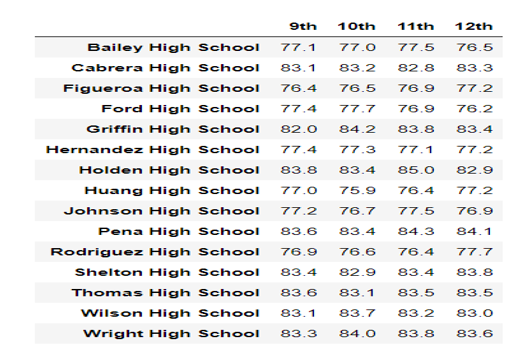 9th 10th 11th 12th
Bailey High School 77.1 77.0 77.5 76.5
Cabrera High School 83.1 83.2 82.8 83.3
Figueroa High School 76.4 76.5 76.9 77.2
Ford High School 77.4 77.7 76.9 76.2
Griffin High School 82.0 84.2 83.8 83.4
Hernandez High School 77.4 77.3 77.1 77.2
Holden High School 83.8 83.4 85.0 82.9
Huang High School 77.0 75.9 76.4 77.2
Johnson High School 77.2 76.7 77.5 76.9
Pena High School 83.6 83.4 84.3 84.1
Rodriguez High School 76.9 76.6 76.4 77.7
Shelton High School 83.4 82.9 83.4 83.8
Thomas High School 83.6 83.1 83.5 83.5
Wilson High School 83.1 83.7 83.2 83.0
Wright High School 83.3 84.0 83.8 83.6